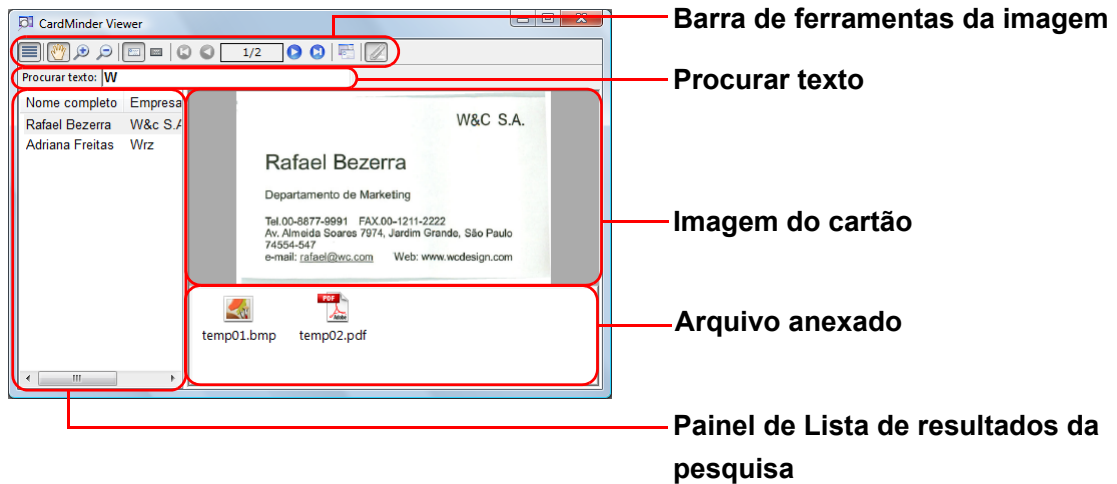 CardMinder Viewer
Barra de ferramentas da imagem
1/2
Procurar texto: W
Procurar texto
Nome completo Empresa
Rafael Bezerra W&c S.A
Adriana Freitas Wrz
W&C S.A.
Rafael Bezerra
Departamento de Marketing
Tel.00-8877-9991 FAX.00-1211-2222
Av. Almeida Soares 7974, Jardim Grande, São Paulo
74554-547
e-mail: rafael@wc.com Web: www.wcdesign.com
Imagem do cartão
PDF
Adobe
temp01.bmp temp02.pdf
Arquivo anexado
Painel de Lista de resultados da
pesquisa